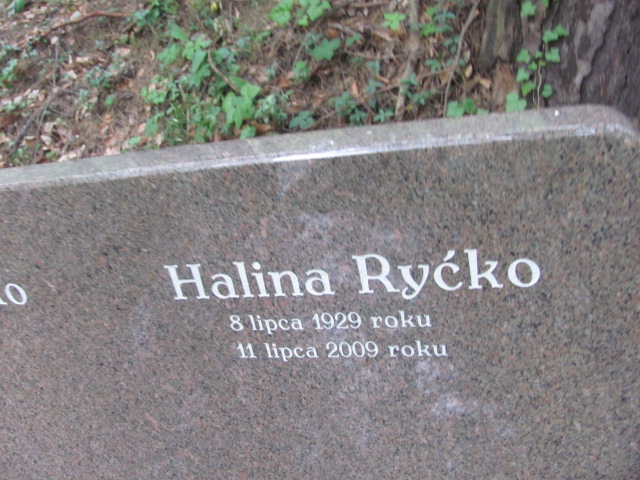 Halina Ryćko
8 lipca 1929 roku
11 lipca 2009 roku